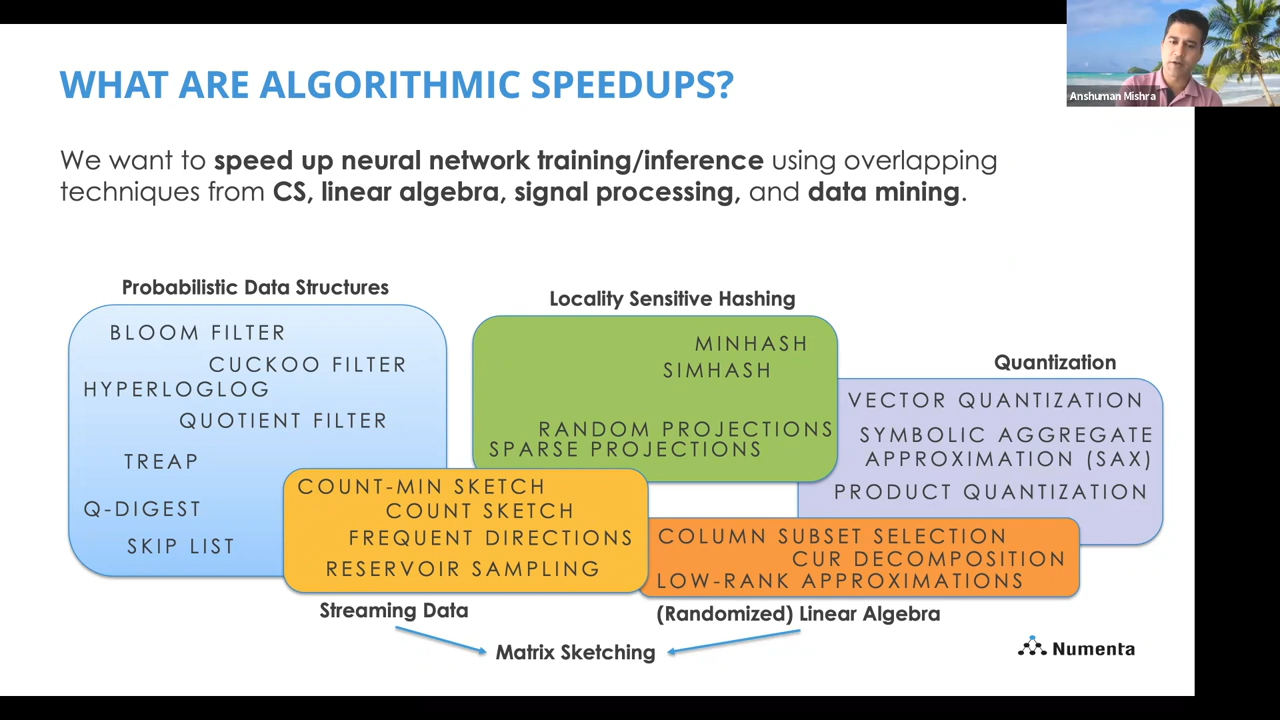 Anshuman Mishra
WHAT ARE ALGORITHMIC SPEEDUPS?
We want to speed up neural network training/inference using overlapping
techniques from CS, linear algebra, signal processing, and data mining.
Probabilistic Data Structures
BLOOM FILTER
CUCKOO FILTER
HYPERLOGLOG
QUOTIENT FILTER
TREAP
Q-DIGEST
SKIP LIST
Locality Sensitive Hashing
MINHASH
SIMHASH
RANDOM PROJECTIONS
SPARSE PROJECTIONS
Quantization
VECTOR QUANTIZATION
SYMBOLIC AGGREGATE
APPROXIMATION (SAX)
PRODUCT QUANTIZATION
COUNT-MIN SKETCH
COUNT SKETCH
FREQUENT DIRECTIONS
RESERVOIR SAMPLING
Streaming Data
COLUMN SUBSET SELECTION
CUR DECOMPOSITION
LOW-RANK APPROXIMATIONS
(Randomized) Linear Algebra
Matrix Sketching
Numenta